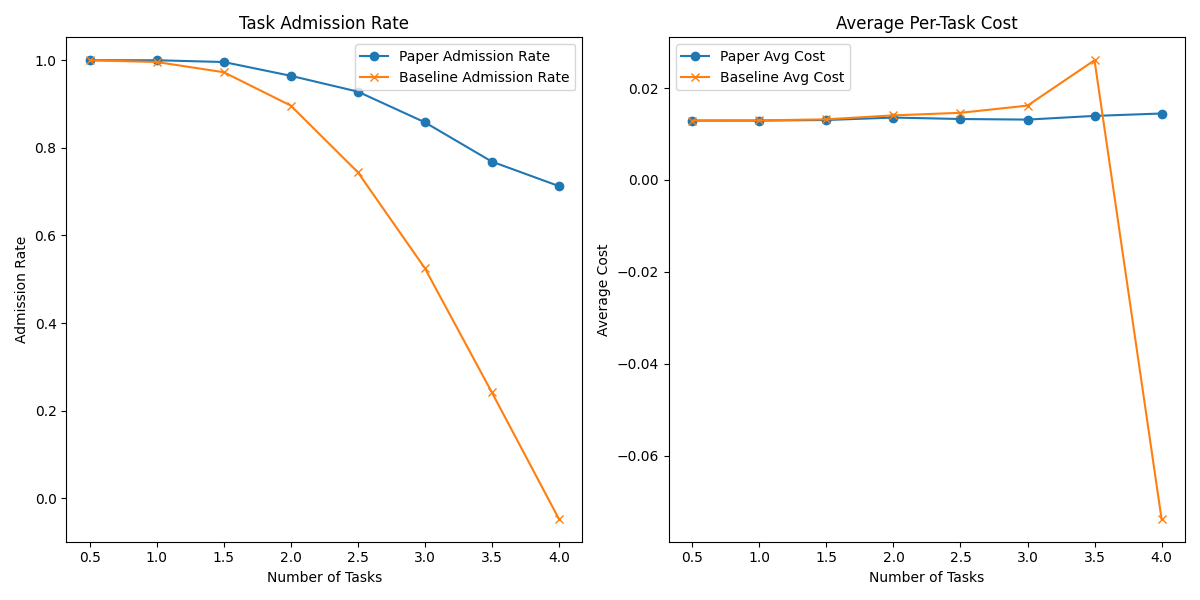 Task Admission Rate
Paper Admission Rate
Baseline Admission Rate
Admission Rate
1.0
0.8
0.6
0.4
0.2
0.0
0.5 1.0 1.5 2.0 2.5 3.0 3.5 4.0
Number of Tasks
Average Per-Task Cost
Paper Avg Cost
Baseline Avg Cost
Average Cost
0.02
0.00
−0.02
−0.04
−0.06
0.5 1.0 1.5 2.0 2.5 3.0 3.5 4.0
Number of Tasks